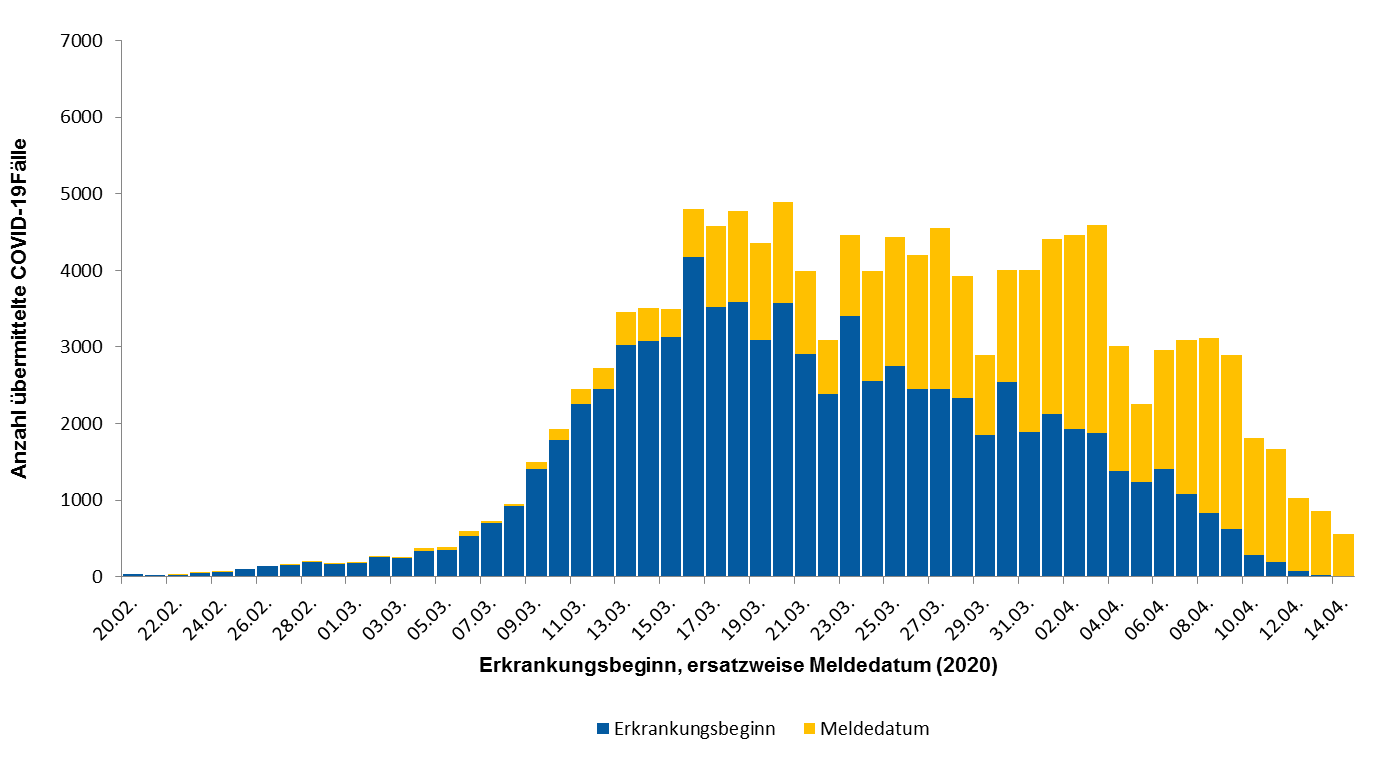 7000
6000
5000
4000
3000
2000
1000
0
Anzahl übermittelte COVID-19Fälle
20.02. 22.02. 24.02. 26.02. 28.02. 01.03. 03.03. 05.03. 07.03. 09.03. 11.03. 13.03. 15.03. 17.03. 19.03. 21.03. 23.03. 25.03. 27.03. 29.03. 31.03. 02.04. 04.04. 06.04. 08.04. 10.04. 12.04. 14.04.
Erkrankungsbeginn, ersatzweise Meldedatum (2020)
Erkrankungsbeginn Meldedatum